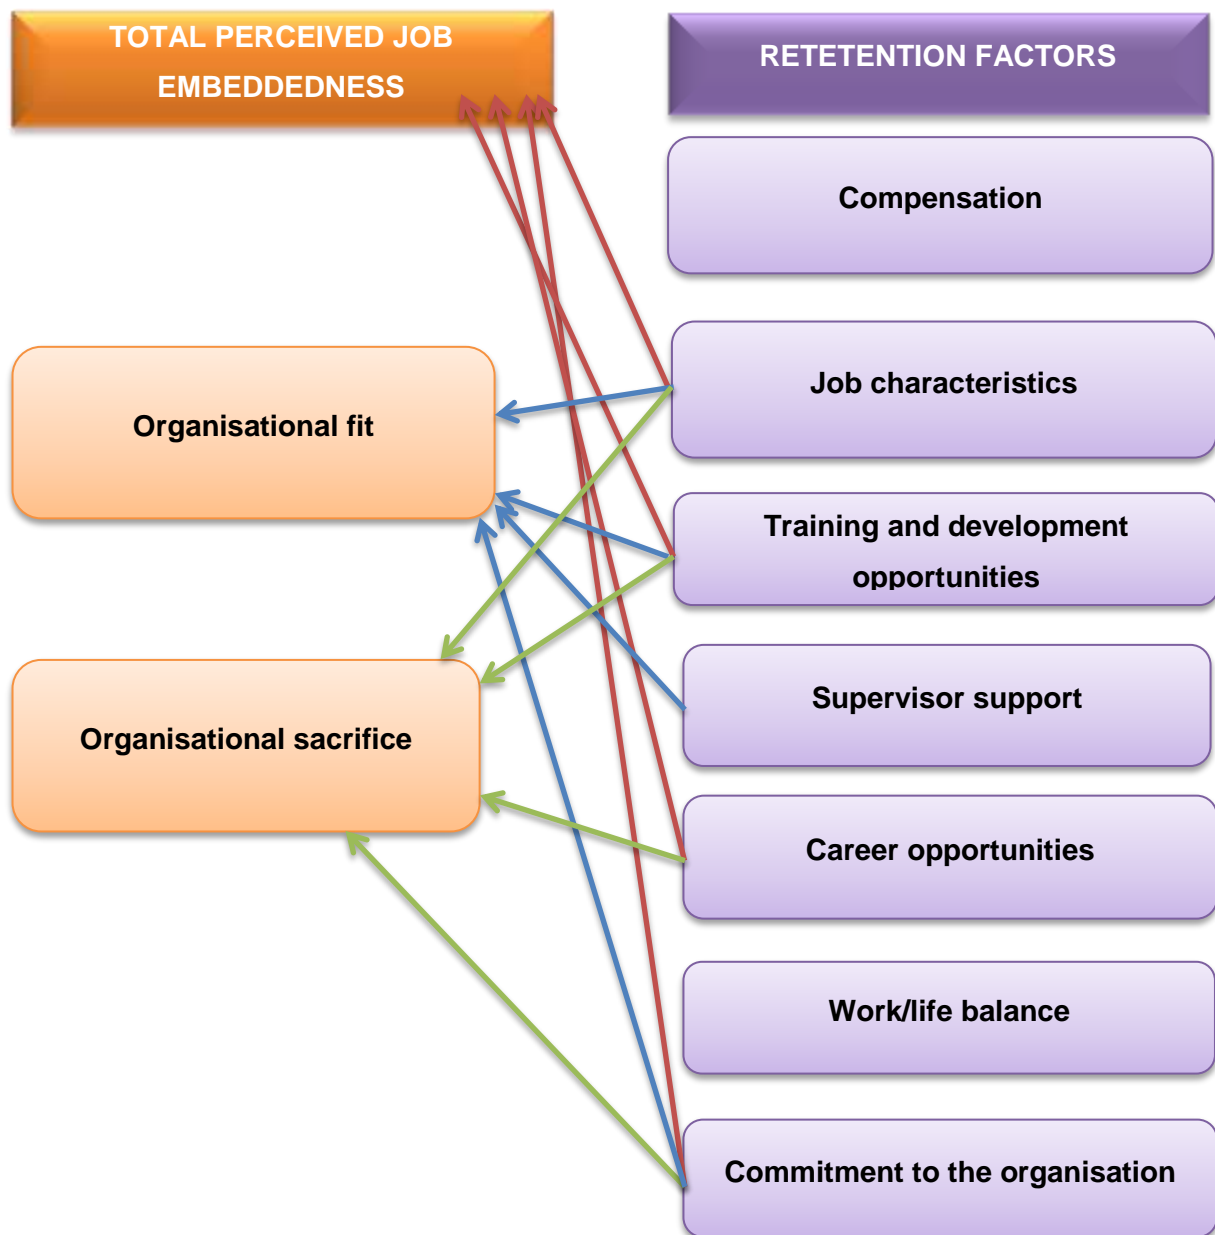 TOTAL PERCEIVED JOB
EMBEDDEDNESS
RETETENTION FACTORS
Compensation
Job characteristics
Organisational fit
Training and development
opportunities
Supervisor support
Organisational sacrifice
Career opportunities
Work/life balance
Commitment to the organisation